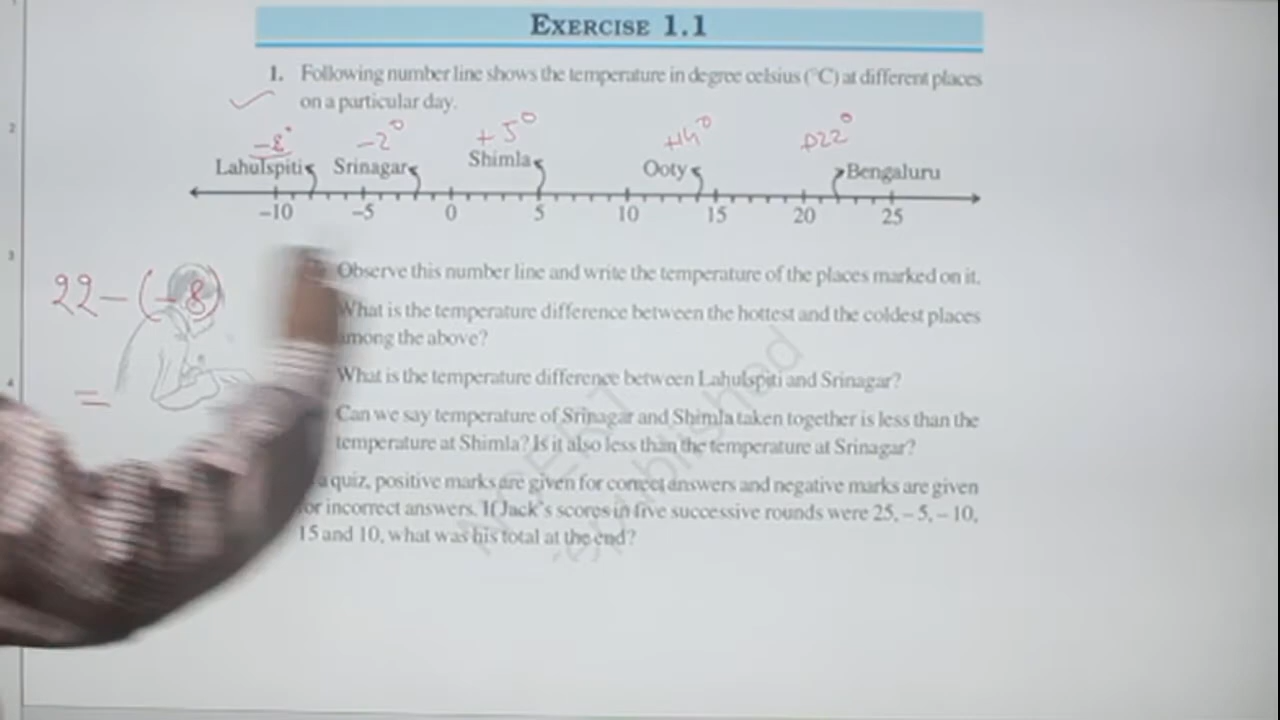 EXERCISE 1.1
1. Following number line shows the temperature in degree celsius (°C) at different places
on a particular day.
-8° -2° +5° +14° +22°
Lahulspiti Srinagar Shimla Ooty Bengaluru
–10 –5 0 5 10 15 20 25
Observe this number line and write the temperature of the places marked on it.
22-(-8)
What is the temperature difference between the hottest and the coldest places
among the above?
=
What is the temperature difference between Lahulspiti and Srinagar?
Can we say temperature of Srinagar and Shimla taken together is less than the
temperature at Shimla? Is it also less than the temperature at Srinagar?
a quiz, positive marks are given for correct answers and negative marks are given
for incorrect answers. If Jack's scores in five successive rounds were 25, – 5, – 10,
15 and 10, what was his total at the end?
2
3
4